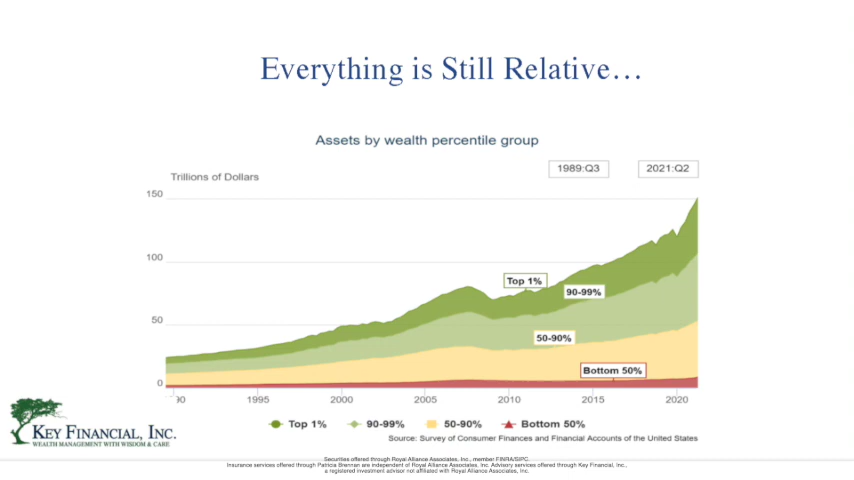 Everything is Still Relative…
Assets by wealth percentile group
1989:Q3 2021:Q2
Trillions of Dollars
150
100
50
0
Top 1%
90-99%
50-90%
Bottom 50%
90 1995 2000 2005 2010 2015 2020
Top 1% 90-99% 50-90% Bottom 50%
Source: Survey of Consumer Finances and Financial Accounts of the United States
KEY FINANCIAL, INC.
WEALTH MANAGEMENT WITH WISDOM & CARE
Securities offered through Royal Alliance Associates, Inc., member FINRA/SIPC.
Insurance services offered through Patricia Brennan are independent of Royal Alliance Associates, Inc. Advisory services offered through Key Financial, Inc.,
a registered investment advisor not affiliated with Royal Alliance Associates, Inc.